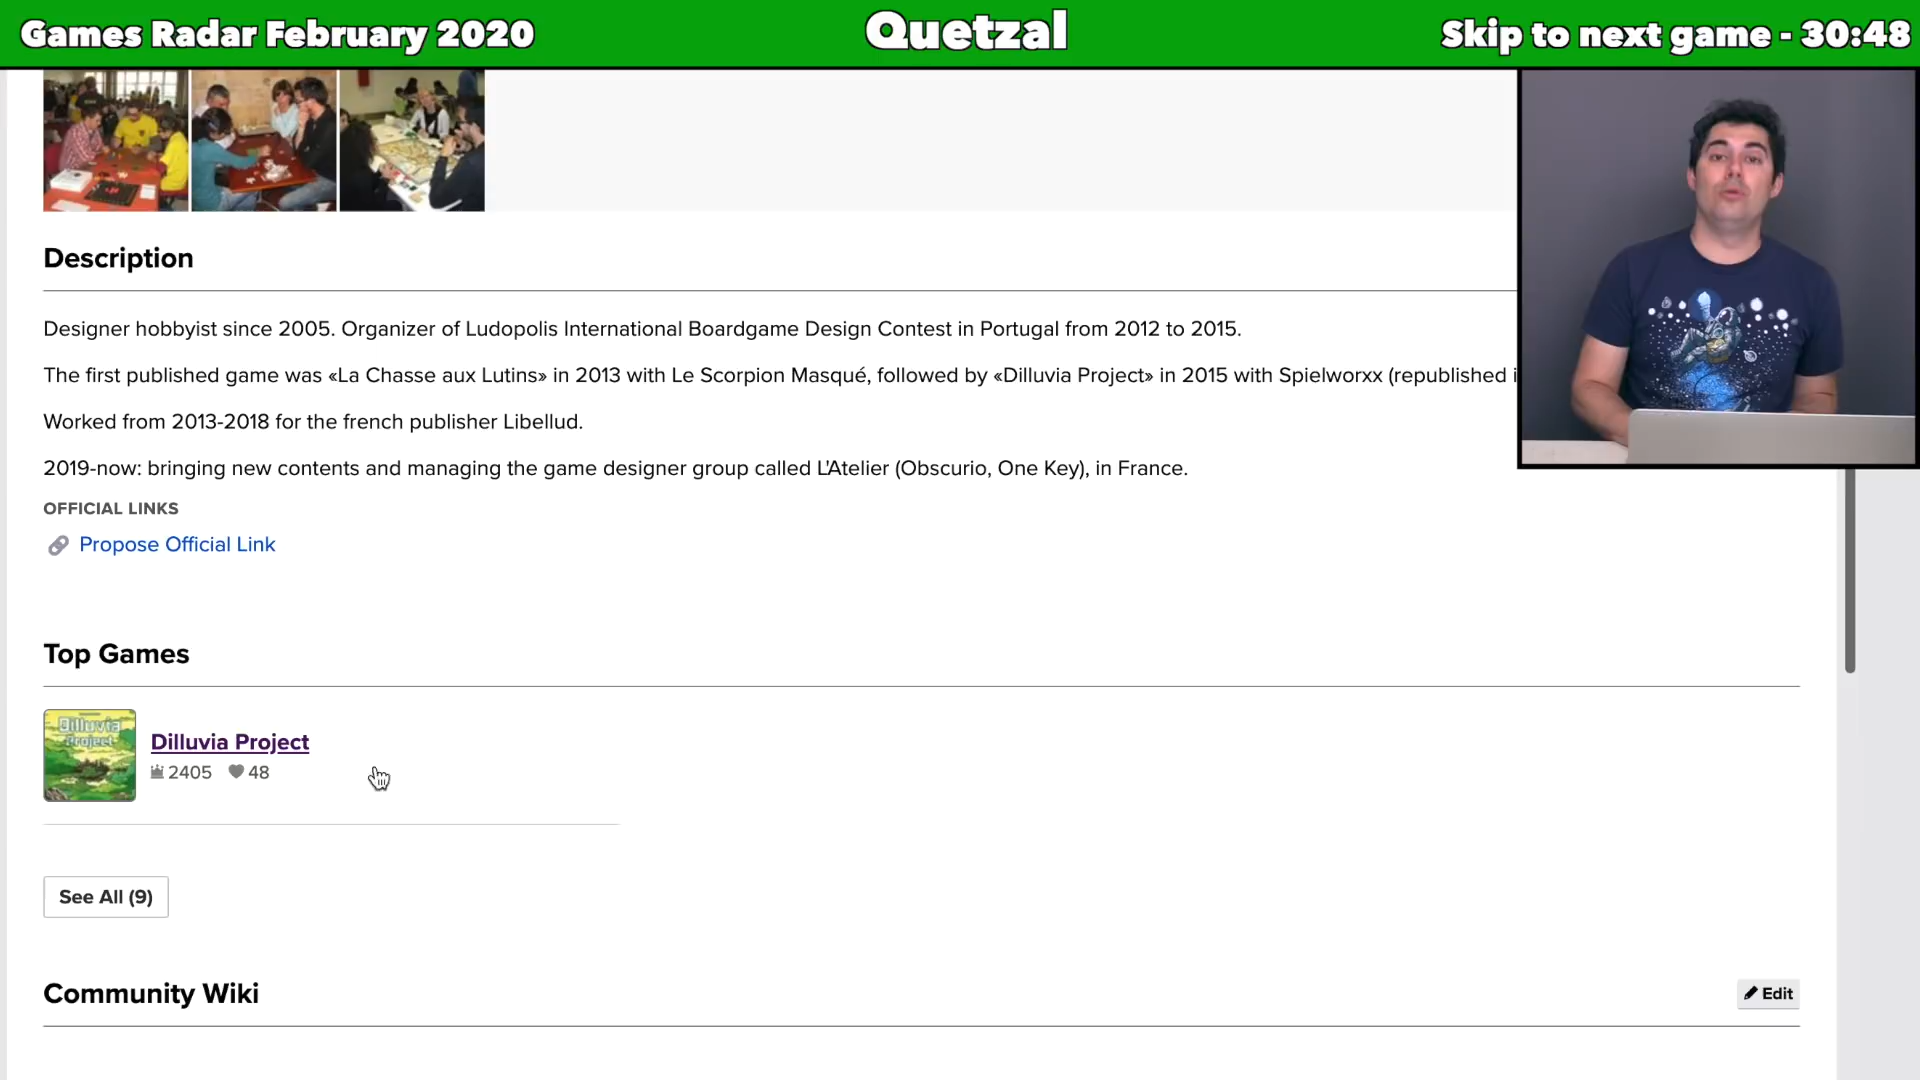 Games Radar February 2020
Quetzal
Skip to next game - 30:48
Description
Designer hobbyist since 2005. Organizer of Ludopolis International Boardgame Design Contest in Portugal from 2012 to 2015.
The first published game was «La Chasse aux Lutins» in 2013 with Le Scorpion Masqué, followed by «Dilluvia Project» in 2015 with Spielworxx (republished i
Worked from 2013-2018 for the french publisher Libellud.
2019-now: bringing new contents and managing the game designer group called L'Atelier (Obscurio, One Key), in France.
OFFICIAL LINKS
Propose Official Link
Top Games
Dilluvia Project
Dilluvia Project
2405 48
See All (9)
Community Wiki
Edit